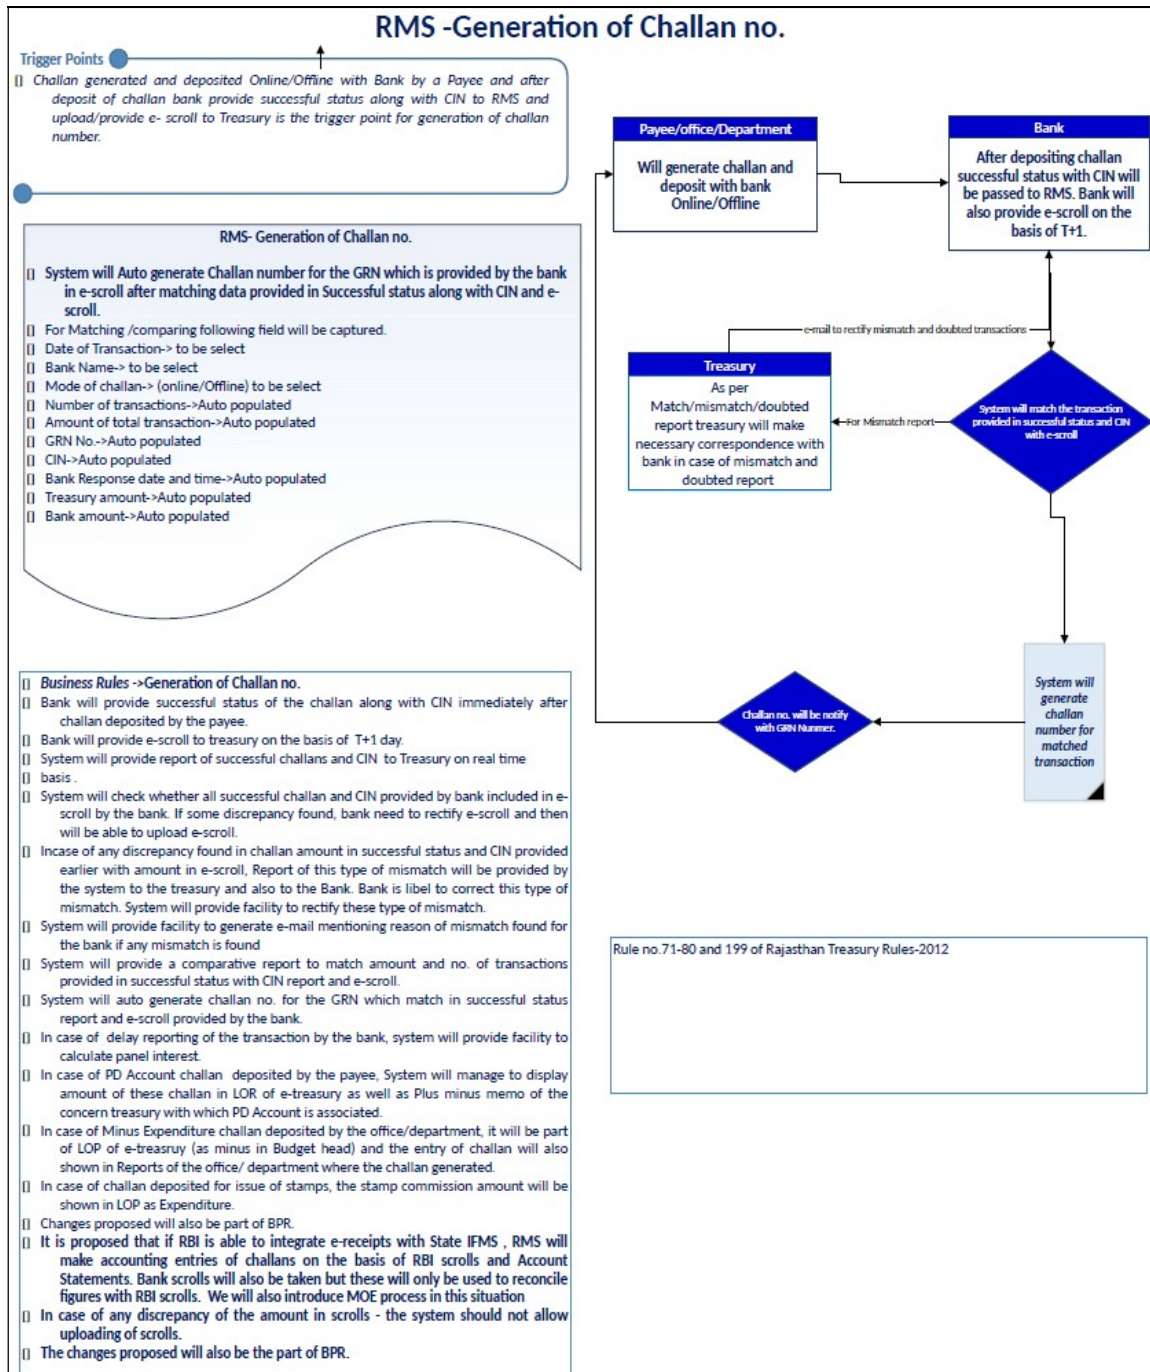 RMS -Generation of Challan no.
Trigger Points
[] Challan generated and deposited Online/Offline with Bank by a Payee and after
deposit of challan bank provide successful status along with CIN to RMS and
upload/provide e- scroll to Treasury is the trigger point for generation of challan
number.
RMS- Generation of Challan no.
[] System will Auto generate Challan number for the GRN which is provided by the bank
in e-scroll after matching data provided in Successful status along with CIN and e-
scroll.
[] For Matching /comparing following field will be captured.
[] Date of Transaction-> to be select
[] Bank Name-> to be select
[] Mode of challan-> (online/Offline) to be select
[] Number of transactions->Auto populated
[] Amount of total transaction->Auto populated
[] GRN No.->Auto populated
[] CIN->Auto populated
[] Bank Response date and time->Auto populated
[] Treasury amount->Auto populated
[] Bank amount->Auto populated
[] Business Rules ->Generation of Challan no.
[] Bank will provide successful status of the challan along with CIN immediately after
challan deposited by the payee.
[] Bank will provide e-scroll to treasury on the basis of T+1 day.
[] System will provide report of successful challans and CIN to Treasury on real time
[] basis .
[] System will check whether all successful challan and CIN provided by bank included in e-
scroll by the bank. If some discrepancy found, bank need to rectify e-scroll and then
will be able to upload e-scroll.
[] Incase of any discrepancy found in challan amount in successful status and CIN provided
earlier with amount in e-scroll, Report of this type of mismatch will be provided by
the system to the treasury and also to the Bank. Bank is libel to correct this type of
mismatch. System will provide facility to rectify these type of mismatch.
[] System will provide facility to generate e-mail mentioning reason of mismatch found for
the bank if any mismatch is found
[] System will provide a comparative report to match amount and no. of transactions
provided in successful status with CIN report and e-scroll.
[] System will auto generate challan no. for the GRN which match in successful status
report and e-scroll provided by the bank.
[] In case of delay reporting of the transaction by the bank, system will provide facility to
calculate panel interest.
[] In case of PD Account challan deposited by the payee, System will manage to display
amount of these challan in LOR of e-treasury as well as Plus minus memo of the
concern treasury with which PD Account is associated.
[] In case of Minus Expenditure challan deposited by the office/department, it will be part
of LOP of e-treasruy (as minus in Budget head) and the entry of challan will also
shown in Reports of the office/ department where the challan generated.
[] In case of challan deposited for issue of stamps, the stamp commission amount will be
shown in LOP as Expenditure.
[] Changes proposed will also be part of BPR.
[] It is proposed that if RBI is able to integrate e-receipts with State IFMS , RMS will
make accounting entries of challans on the basis of RBI scrolls and Account
Statements. Bank scrolls will also be taken but these will only be used to reconcile
figures with RBI scrolls. We will also introduce MOE process in this situation
[] In case of any discrepancy of the amount in scrolls - the system should not allow
uploading of scrolls.
[] The changes proposed will also be the part of BPR.
Payee/office/Department
Will generate challan and
deposit with bank
Online/Offline
Bank
After depositing challan
successful status with CIN will
be passed to RMS. Bank will
also provide e-scroll on the
basis of T+1.
e-mail to rectify mismatch and doubted transactions
Treasury
As per
Match/mismatch/doubted
report treasury will make
necessary correspondence with
bank in case of mismatch and
doubted report
For Mismatch report
System will match the transaction
provided in successful status and CIN
with e-scroll
System will
generate
challan
number for
matched
transaction
Challan no. will be notify
with GRN Nunmer.
Rule no.71-80 and 199 of Rajasthan Treasury Rules-2012